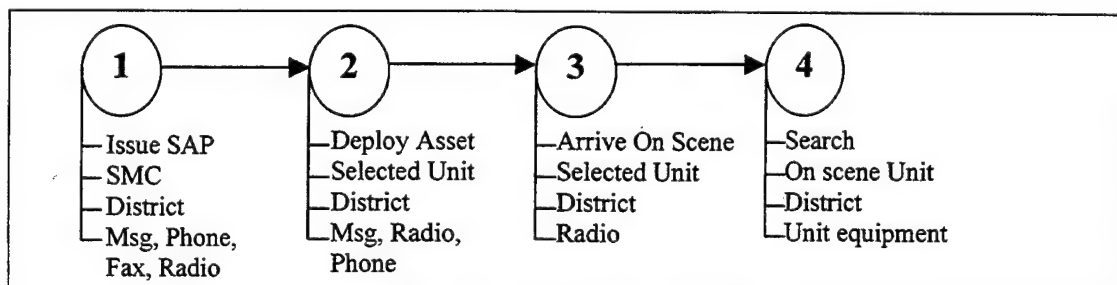 1
Issue SAP
SMC
District
Msg, Phone,
Fax, Radio
2
Deploy Asset
Selected Unit
District
Msg, Radio,
Phone
3
Arrive On Scene
Selected Unit
District
Radio
4
Search
On scene Unit
District
Unit equipment